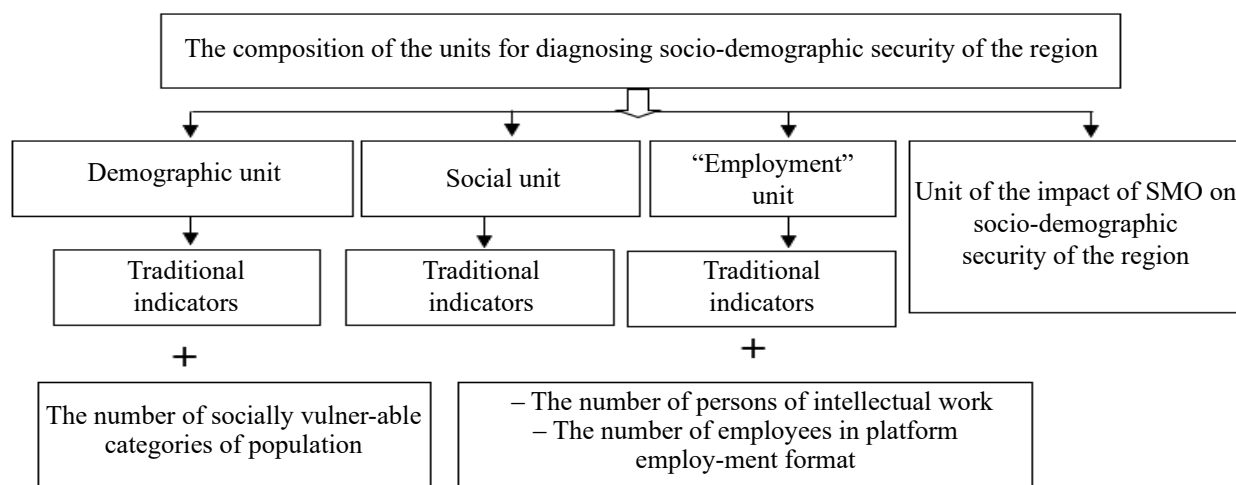 The composition of the units for diagnosing socio-demographic security of the region
Demographic unit
Social unit
“Employment”
unit
Unit of the impact of SMO on
socio-demographic
security of the region
Traditional
indicators
Traditional
indicators
Traditional
indicators
+
+
The number of socially vulner-able
categories of population
– The number of persons of intellectual work
– The number of employees in platform
employ-ment format